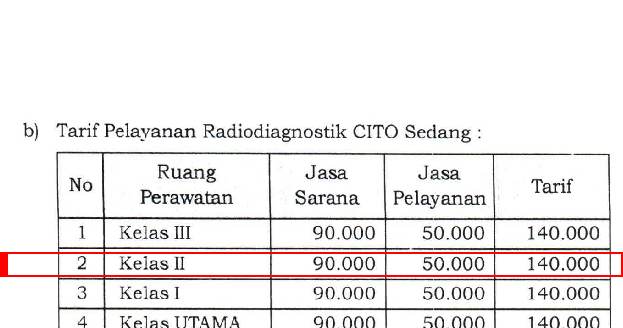 b) Tarif Pelayanan Radiodiagnostik CITO Sedang :
No Ruang Perawatan Jasa Sarana Jasa Pelayanan Tarif
1 Kelas III 90.000 50.000 140.000
2 Kelas II 90.000 50.000 140.000
3 Kelas I 90.000 50.000 140.000
4 Kelas UTAMA 90.000 50.000 140.000